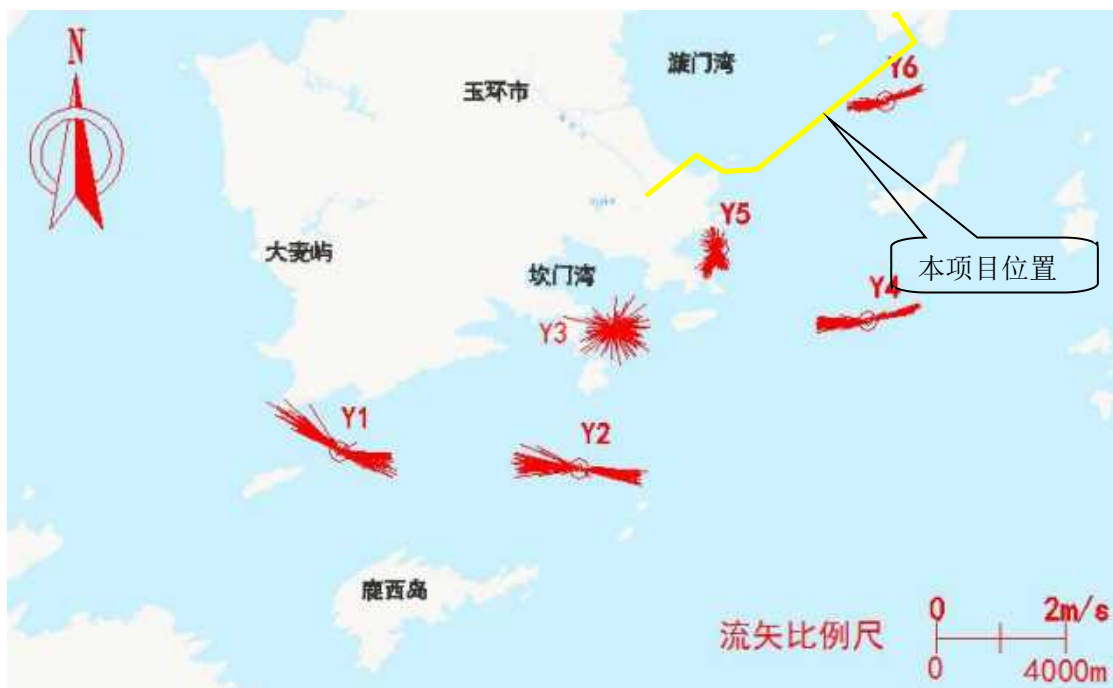 N
漩门湾
Y6
玉环市
Y5
大麦屿
坎门湾
本项目位置
Y4
Y3
Y1
Y2
鹿西岛
0 2m/s
流矢比例尺
0 4000m